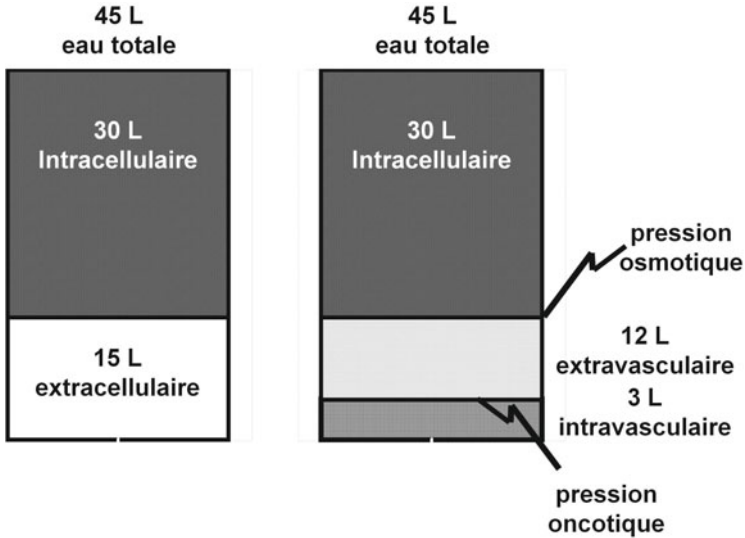 45 L
eau totale
30 L
Intracellulaire
15 L
extracellulaire
45 L
eau totale
30 L
Intracellulaire
pression
osmotique
12 L
extravasculaire
3 L
intravasculaire
pression
oncotique